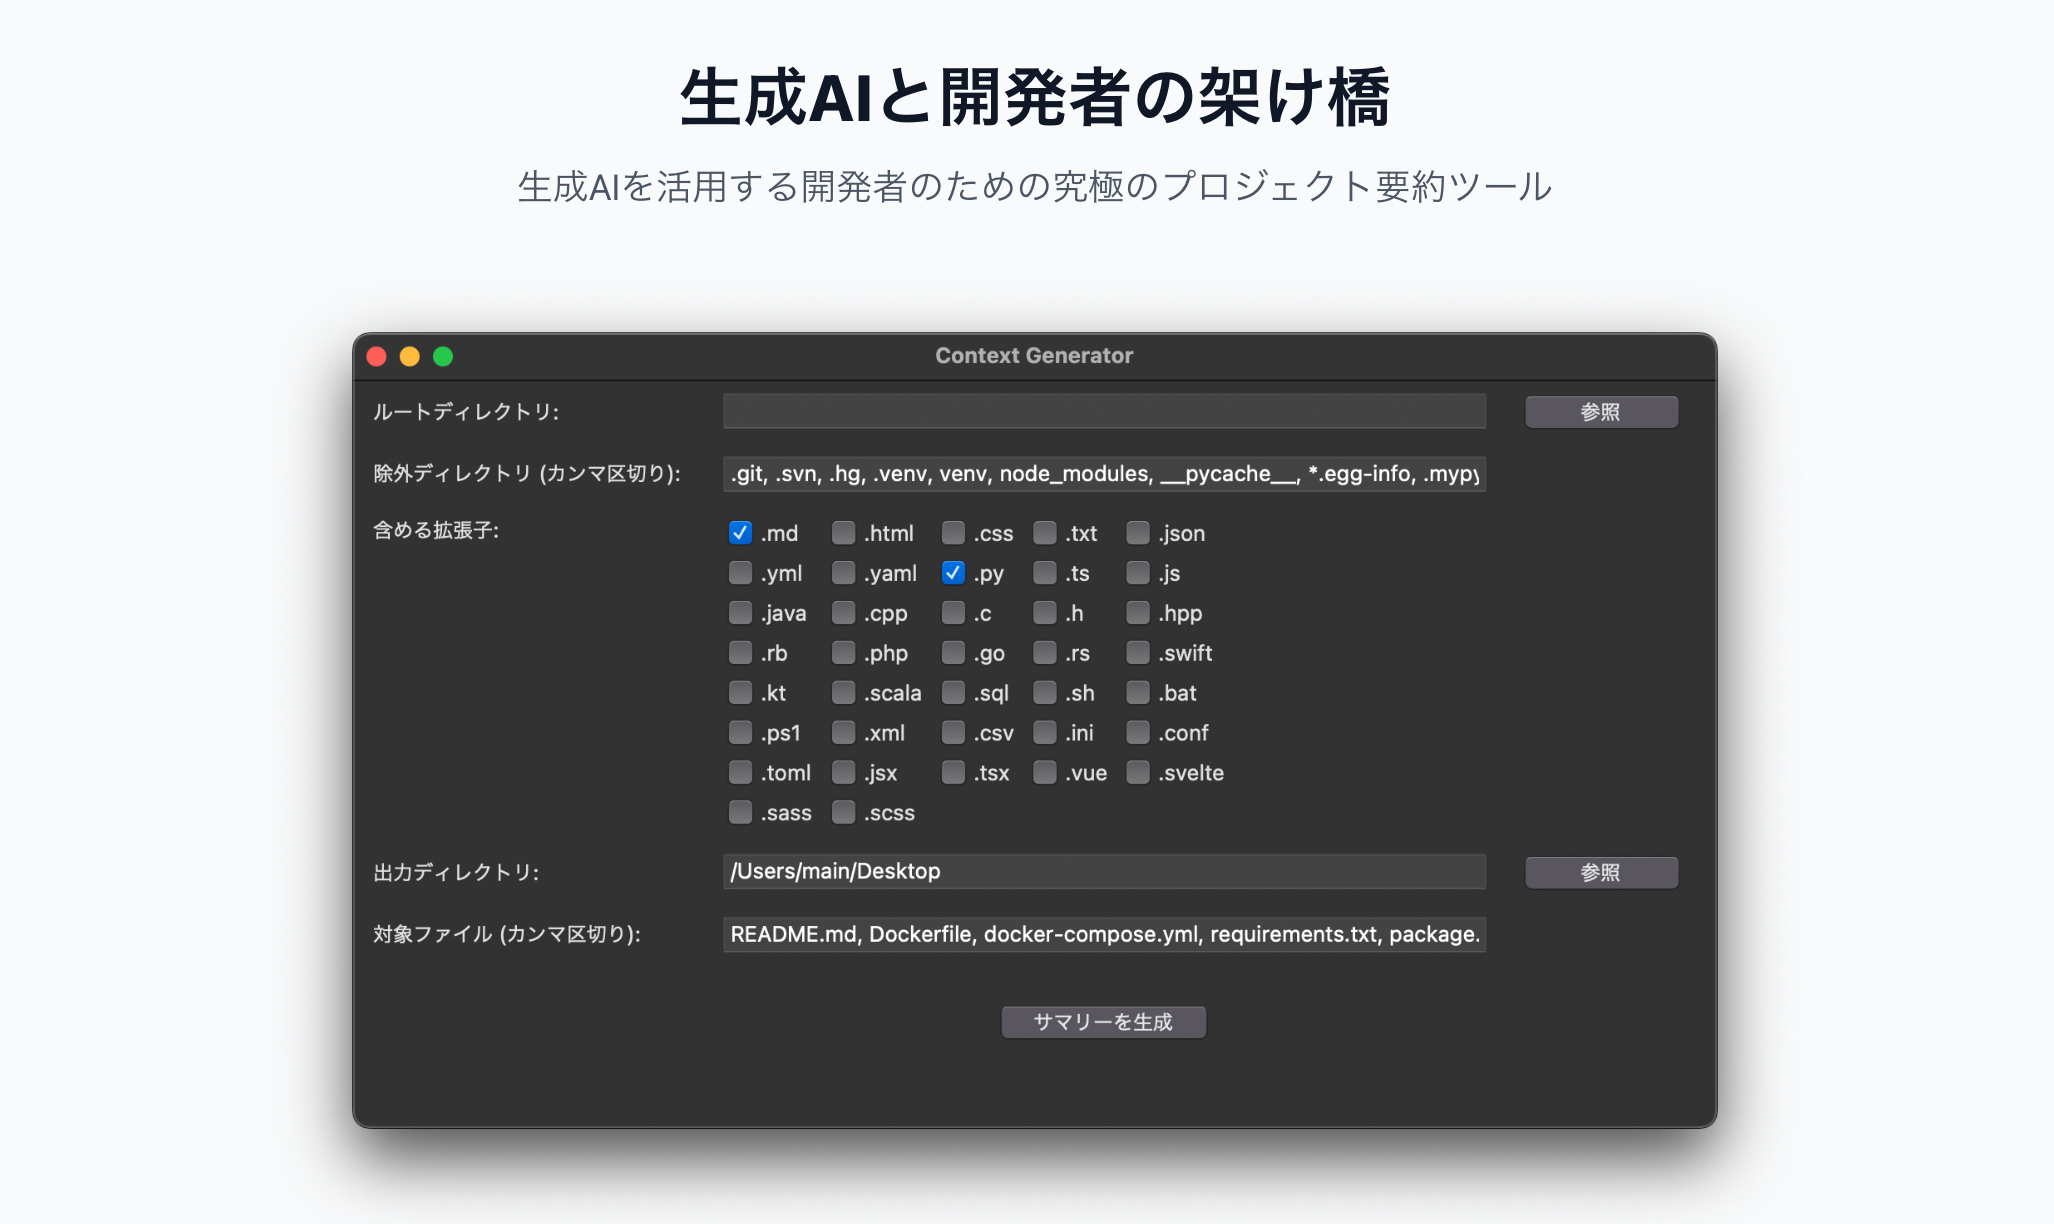 生成AIと開発者の架け橋
生成AIを活用する開発者のための究極のプロジェクト要約ツール
Context Generator
ルートディレクトリ: 参照
除外ディレクトリ (カンマ区切り): .git, .svn, .hg, .venv, venv, node_modules, __pycache__, *.egg-info, .mypy
含める拡張子: .md .html .css .txt .json
.yml .yaml .py .ts .js
.java .cpp .c .h .hpp
.rb .php .go .rs .swift
.kt .scala .sql .sh .bat
.ps1 .xml .csv .ini .conf
.toml .jsx .tsx .vue .svelte
.sass .scss
出力ディレクトリ: /Users/main/Desktop 参照
対象ファイル (カンマ区切り): README.md, Dockerfile, docker-compose.yml, requirements.txt, package.
サマリーを生成